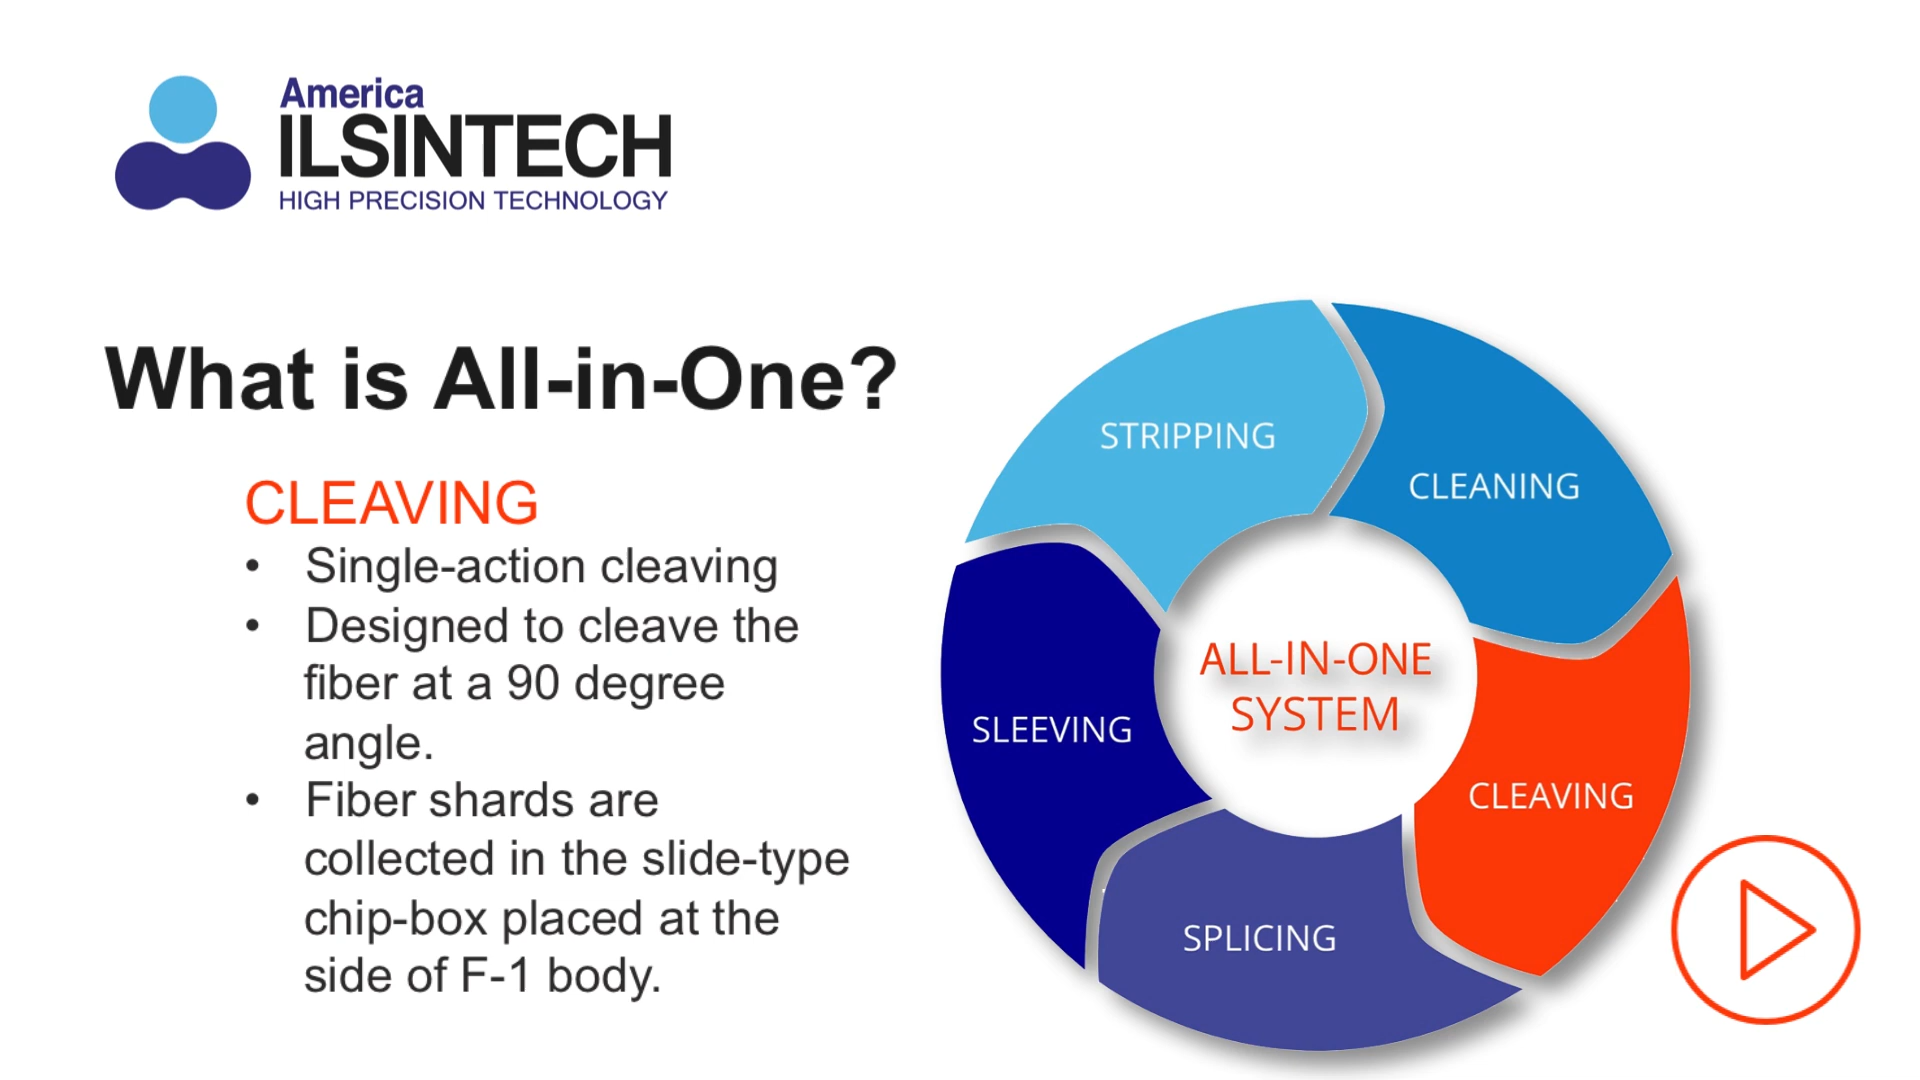 America
ILSINTECH
HIGH PRECISION TECHNOLOGY
What is All-in-One?
CLEAVING
• Single-action cleaving
• Designed to cleave the
fiber at a 90 degree
angle.
• Fiber shards are
collected in the slide-type
chip-box placed at the
side of F-1 body.
STRIPPING
CLEANING
CLEAVING
SPLICING
SLEEVING
ALL-IN-ONE
SYSTEM